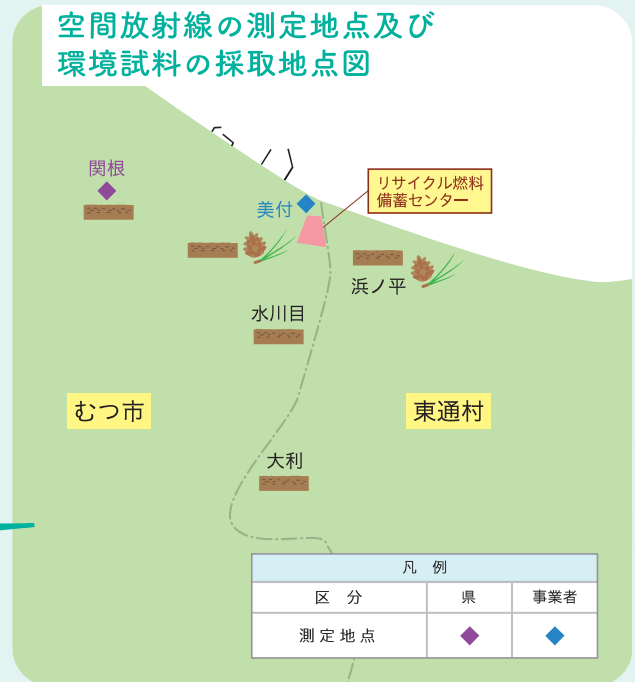 空間放射線の測定地点及び
環境試料の採取地点図
関根
リサイクル燃料
備蓄センター
美付
浜ノ平
水川目
むつ市
東通村
大利
凡 例
区 分 県 事業者
測定地点